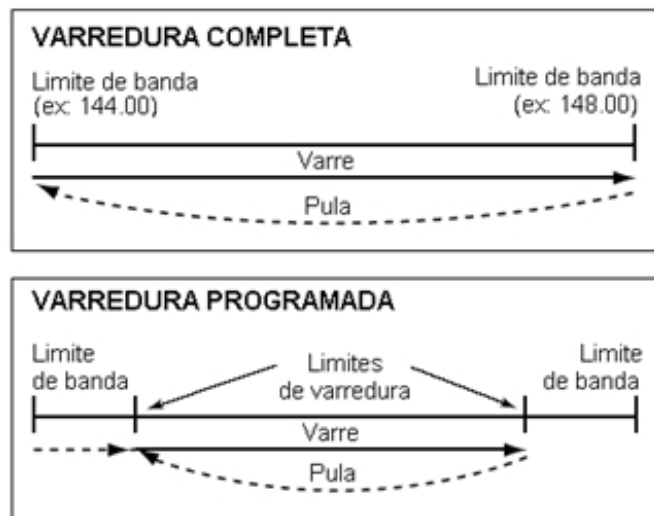 VARREDURA COMPLETA
Limite de banda
(ex: 144.00)
Limite de banda
(ex: 148.00)
Varre
Pula
VARREDURA PROGRAMADA
Limite
de banda
Limites
de varredura
Limite
de banda
Varre
Pula